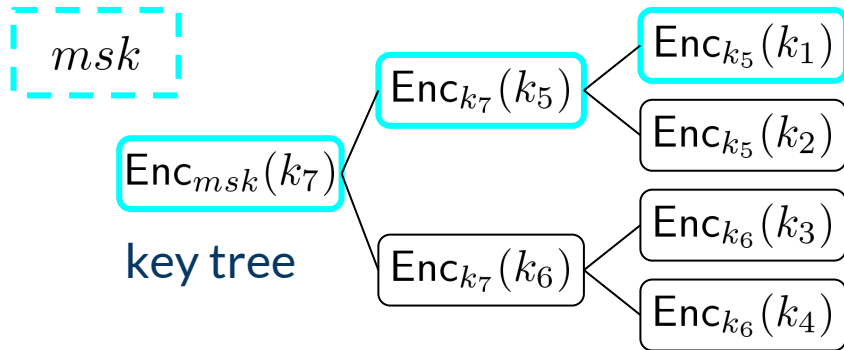 msk
Enc_{msk}(k_7)
key tree
Enc_{k_7}(k_5)
Enc_{k_7}(k_6)
Enc_{k_5}(k_1)
Enc_{k_5}(k_2)
Enc_{k_6}(k_3)
Enc_{k_6}(k_4)